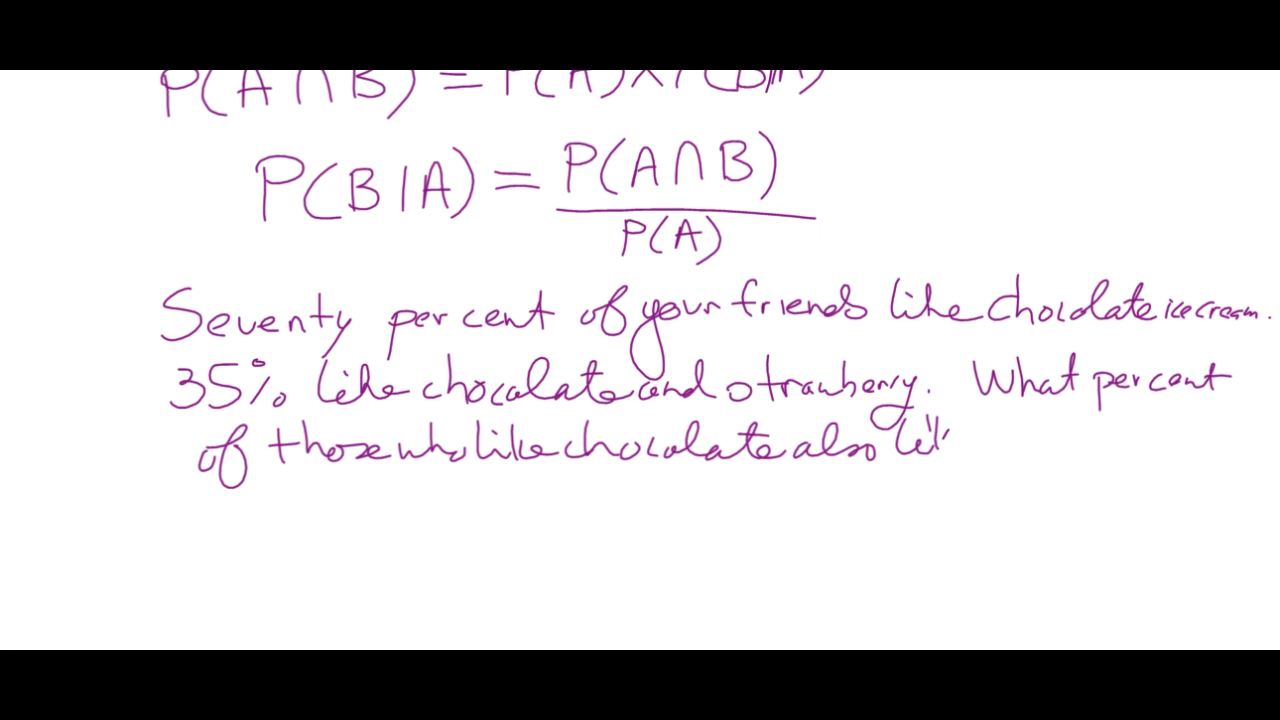 P(A∩B) = P(A)×P(B|A)
P(B|A) = P(A∩B)
P(A)
Seventy percent of your friends like chocolate ice cream.
35% like chocolate and strawberry. What percent
of those who like chocolate also